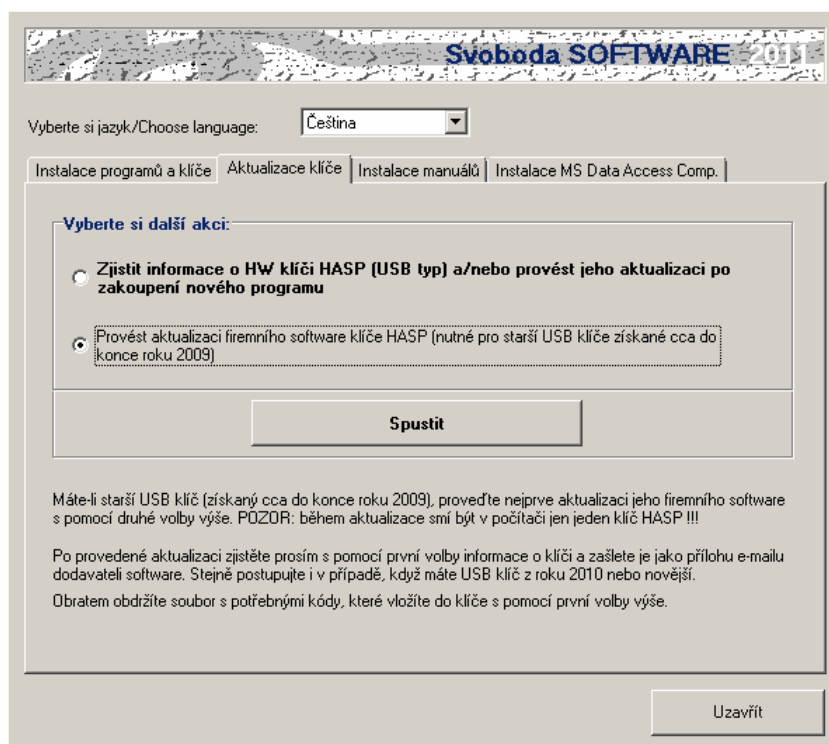 Svoboda SOFTWARE 2011
Vyberte si jazyk/Choose language: Čeština
Instalace programů a klíče Aktualizace klíče Instalace manuálů Instalace MS Data Access Comp.
Vyberte si další akci:
Zjistit informace o HW klíči HASP (USB typ) a/nebo provést jeho aktualizaci po
zakoupení nového programu
Provést aktualizaci firemního software klíče HASP (nutné pro starší USB klíče získané cca do
konce roku 2009)
Spustit
Máte-li starší USB klíč (získaný cca do konce roku 2009), proveďte nejprve aktualizaci jeho firemního software
s pomocí druhé volby výše. POZOR: během aktualizace smí být v počítači jen jeden klíč HASP !!!
Po provedené aktualizaci zjistěte prosím s pomocí první volby informace o klíči a zašlete je jako přílohu e-mailu
dodavateli software. Stejně postupujte i v případě, když máte USB klíč z roku 2010 nebo novější.
Obratem obdržíte soubor s potřebnými kódy, které vložíte do klíče s pomocí první volby výše.
Uzavřít